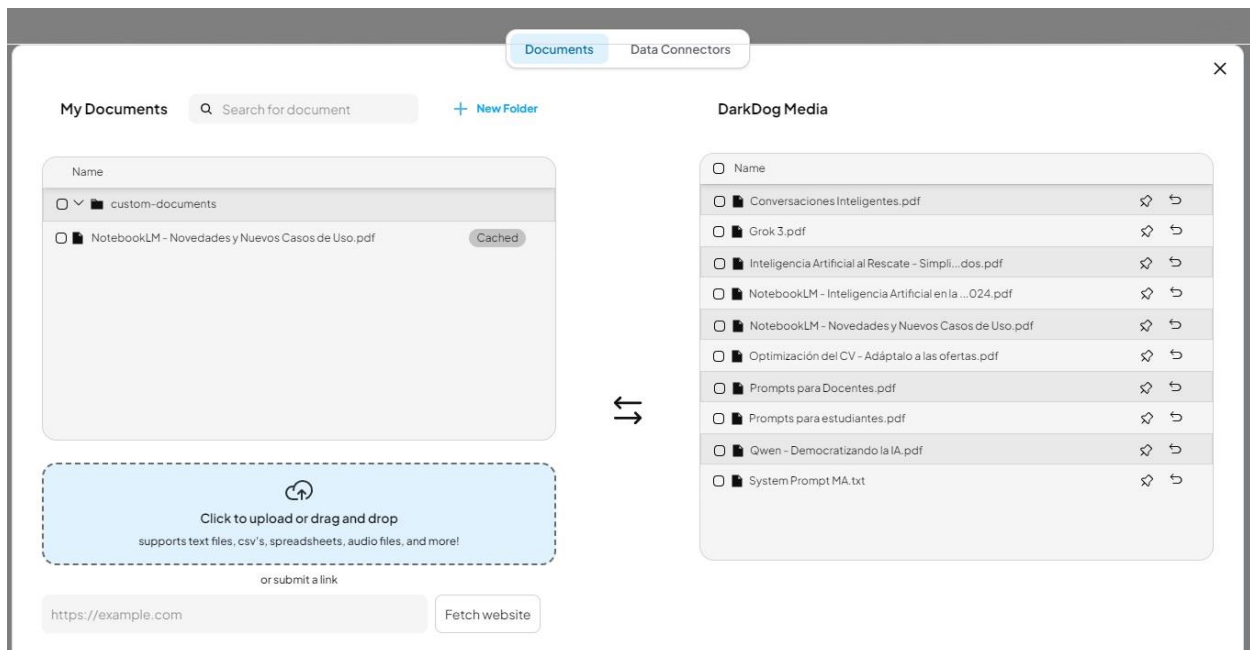 Documents
Data Connectors
My Documents
Search for document
New Folder
Name
custom-documents
NotebookLM - Novedades y Nuevos Casos de Uso.pdf
Cached
Click to upload or drag and drop
supports text files, csv's, spreadsheets, audio files, and more!
or submit a link
https://example.com
Fetch website
DarkDog Media
Name
Conversaciones Inteligentes.pdf
Grok 3.pdf
Inteligencia Artificial al Rescate - Simpli...dos.pdf
NotebookLM - Inteligencia Artificial en la ...024.pdf
NotebookLM - Novedades y Nuevos Casos de Uso.pdf
Optimización del CV - Adáptalo a las ofertas.pdf
Prompts para Docentes.pdf
Prompts para estudiantes.pdf
Qwen - Democratizando la IA.pdf
System Prompt MA.txt